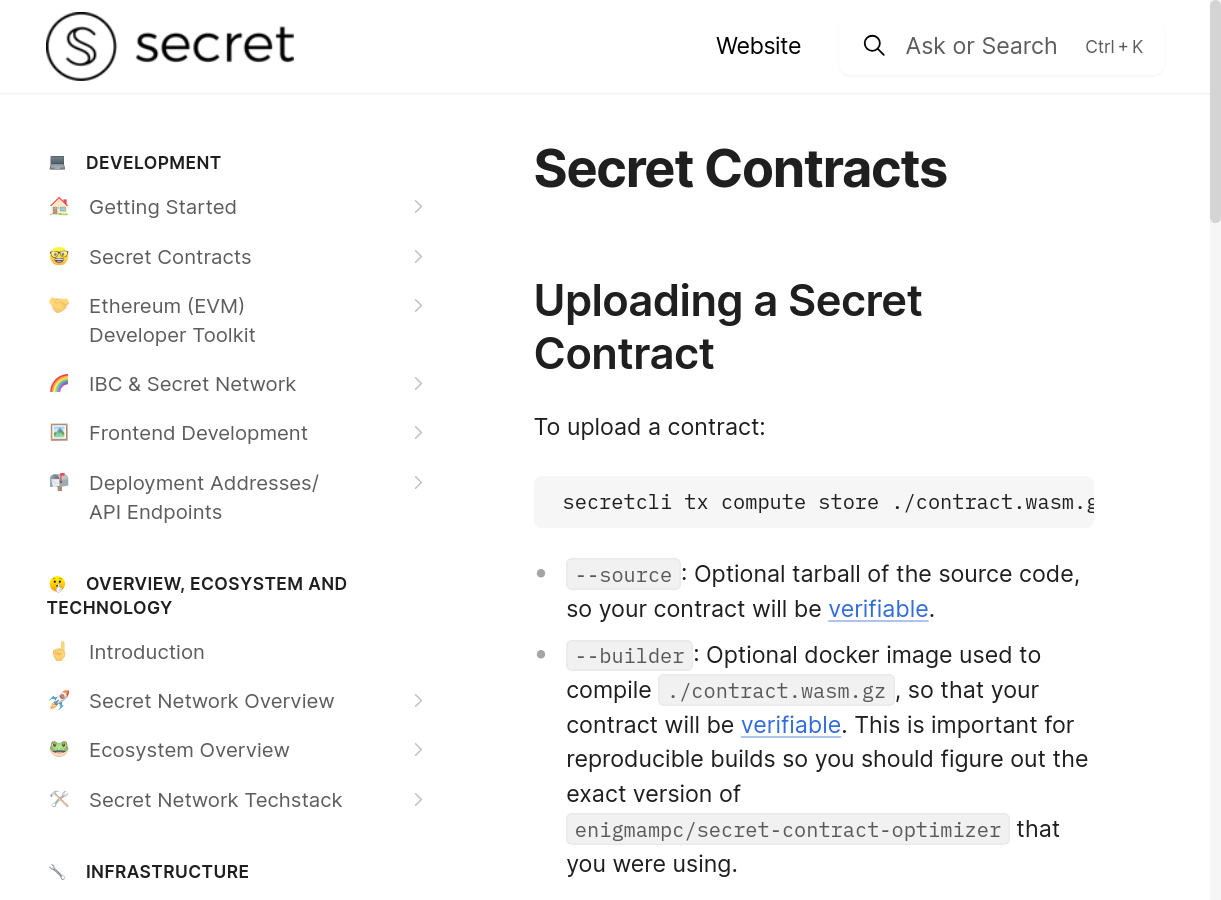 secret
Website
Ask or Search
Ctrl + K
DEVELOPMENT
Getting Started
Secret Contracts
Ethereum (EVM)
Developer Toolkit
IBC & Secret Network
Frontend Development
Deployment Addresses/
API Endpoints
OVERVIEW, ECOSYSTEM AND
TECHNOLOGY
Introduction
Secret Network Overview
Ecosystem Overview
Secret Network Techstack
INFRASTRUCTURE
Secret Contracts
Uploading a Secret
Contract
To upload a contract:
secretcli tx compute store ./contract.wasm.g
--source: Optional tarball of the source code,
so your contract will be verifiable.
--builder: Optional docker image used to
compile ./contract.wasm.gz, so that your
contract will be verifiable. This is important for
reproducible builds so you should figure out the
exact version of
enigmampc/secret-contract-optimizer that
you were using.